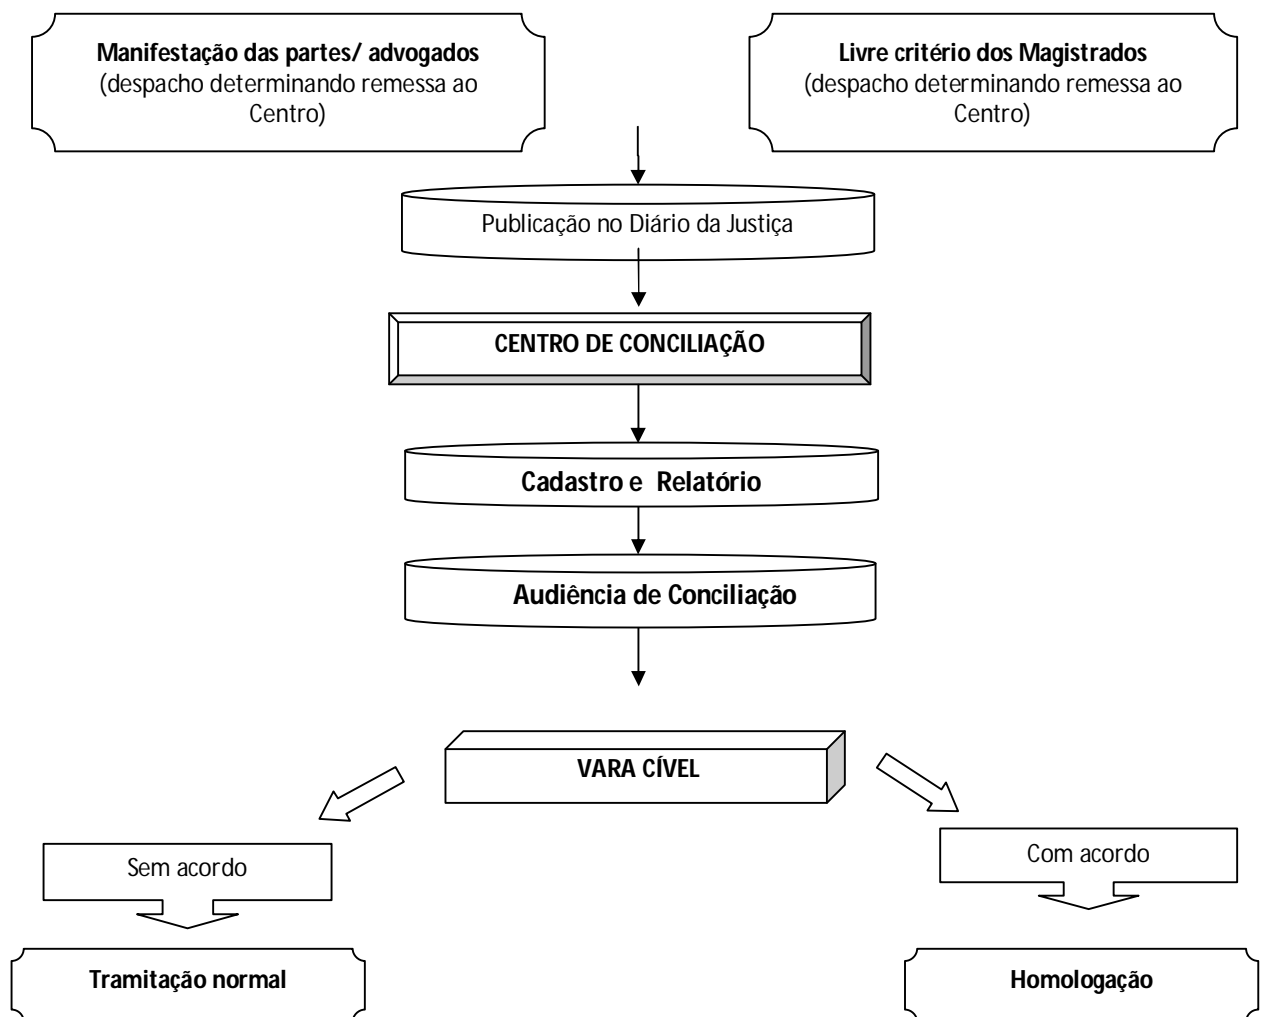 Manifestação das partes/ advogados
(despacho determinando remessa ao
Centro)
Livre critério dos Magistrados
(despacho determinando remessa ao
Centro)
Publicação no Diário da Justiça
CENTRO DE CONCILIAÇÃO
Cadastro e Relatório
Audiência de Conciliação
VARA CÍVEL
Sem acordo
Com acordo
Tramitação normal
Homologação